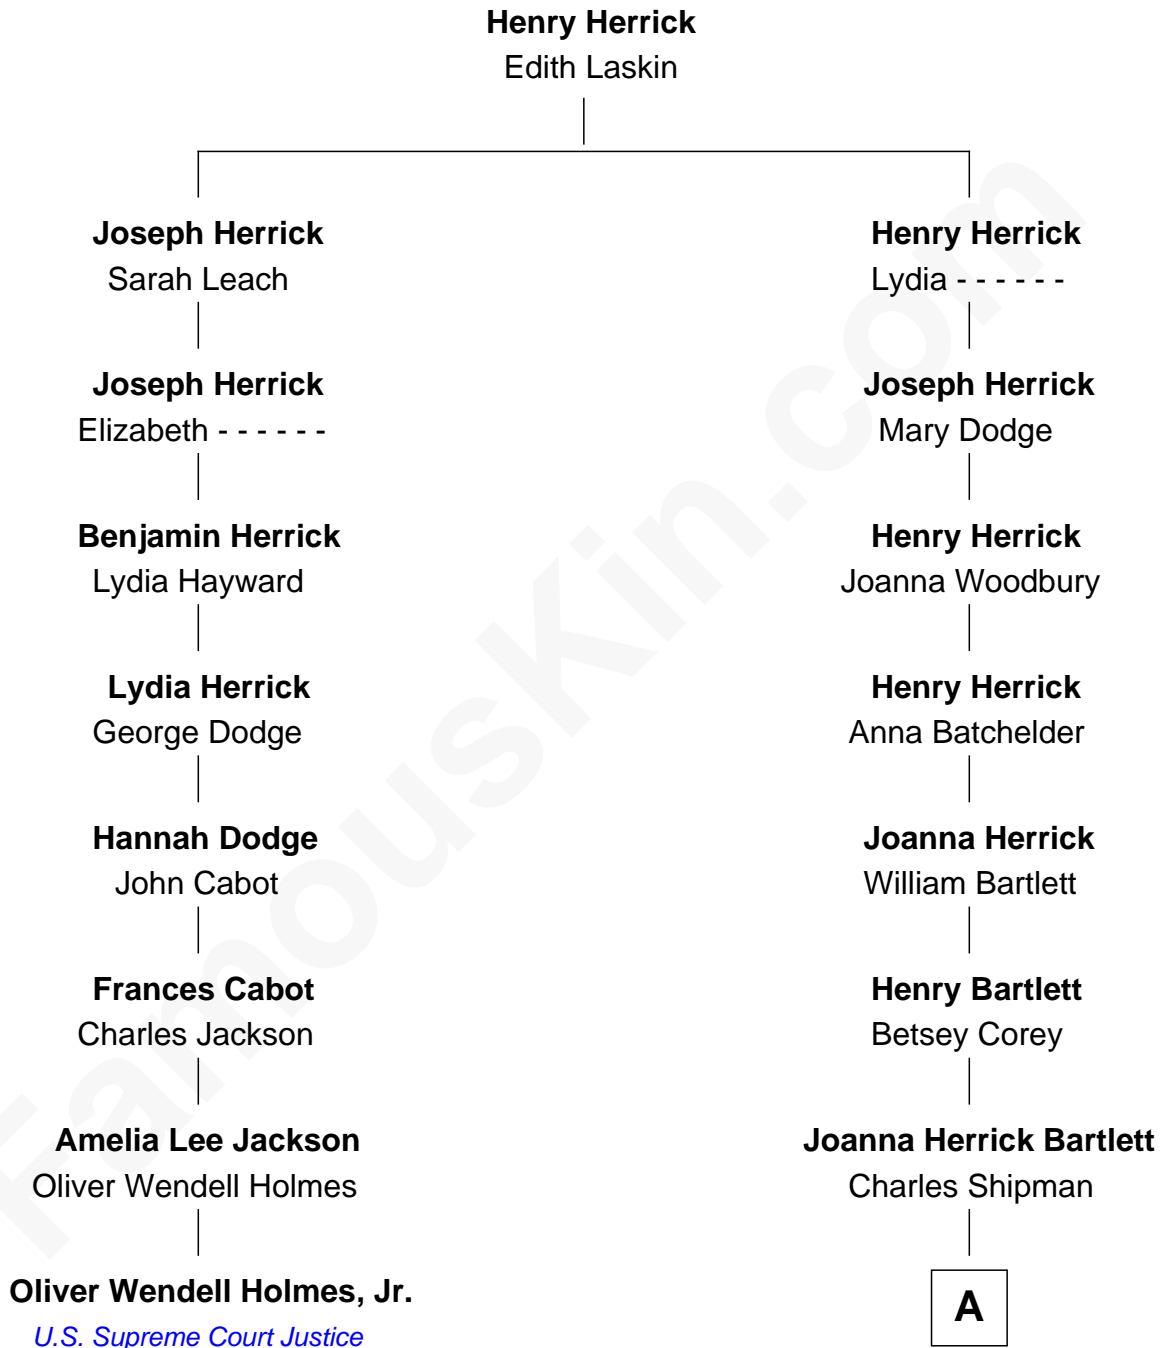 Henry Herrick
Edith Laskin
Joseph Herrick
Sarah Leach
Henry Herrick
Lydia - - - - - -
Joseph Herrick
Elizabeth - - - - - -
Joseph Herrick
Mary Dodge
Benjamin Herrick
Lydia Hayward
Henry Herrick
Joanna Woodbury
Lydia Herrick
George Dodge
Henry Herrick
Anna Batchelder
Hannah Dodge
John Cabot
Joanna Herrick
William Bartlett
Frances Cabot
Charles Jackson
Henry Bartlett
Betsey Corey
Amelia Lee Jackson
Oliver Wendell Holmes
Joanna Herrick Bartlett
Charles Shipman
Oliver Wendell Holmes, Jr.
U.S. Supreme Court Justice
A
FamousKin.com